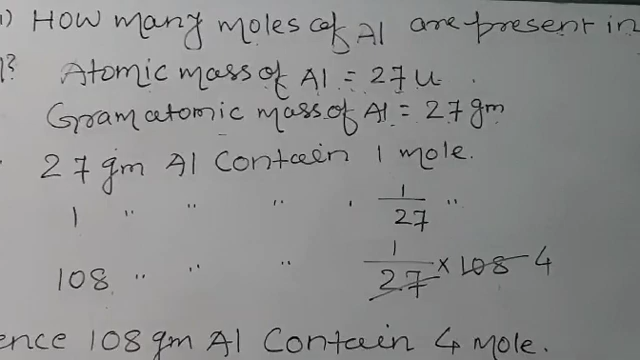 1) How many moles of Al are present in
Atomic mass of Al = 27 u.
Gram atomic mass of Al = 27 gm
27 gm Al Contain 1 mole.
1 " " " " 1/27 "
108 " " " 1/27 × 108 4
ence 108 gm Al Contain 4 Mole.